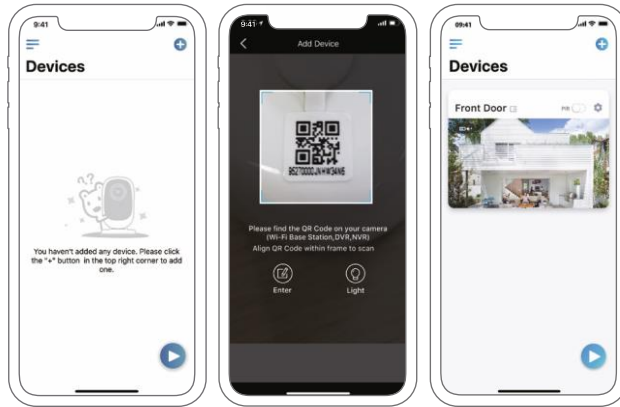 9:41
Devices
You haven't added any device. Please click
the "+" button in the top right corner to add
one.
9:41
Add Device
Please find the QR Code on your camera
(Wi-Fi Base Station,DVR,NVR)
Align QR Code within frame to scan
Enter
Light
09:41
Devices
Front Door
PIR